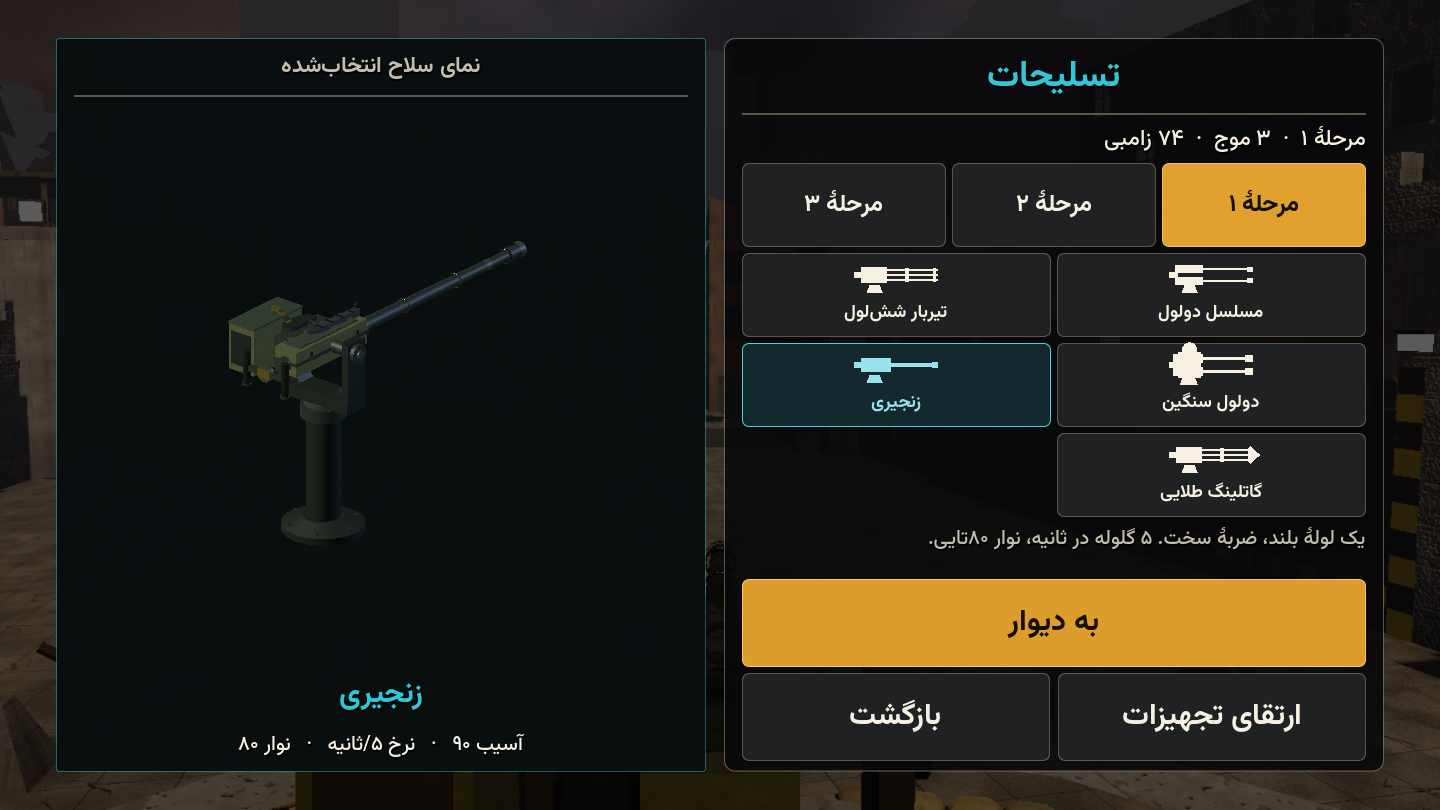 تسلیحات
مرحلهٔ ۱ · ۳ موج · ۷۴ زامبی
مرحلهٔ ۱
مرحلهٔ ۲
مرحلهٔ ۳
مسلسل دولول
تیربار شش‌لول
دولول سنگین
زنجیری
گاتلینگ طلایی
یک لولهٔ بلند، ضربهٔ سخت. ۵ گلوله در ثانیه، نوار ۸۰تایی.
به دیوار
ارتقای تجهیزات
بازگشت
نمای سلاح انتخاب‌شده
زنجیری
آسیب ۹۰ · نرخ ۵/ثانیه · نوار ۸۰